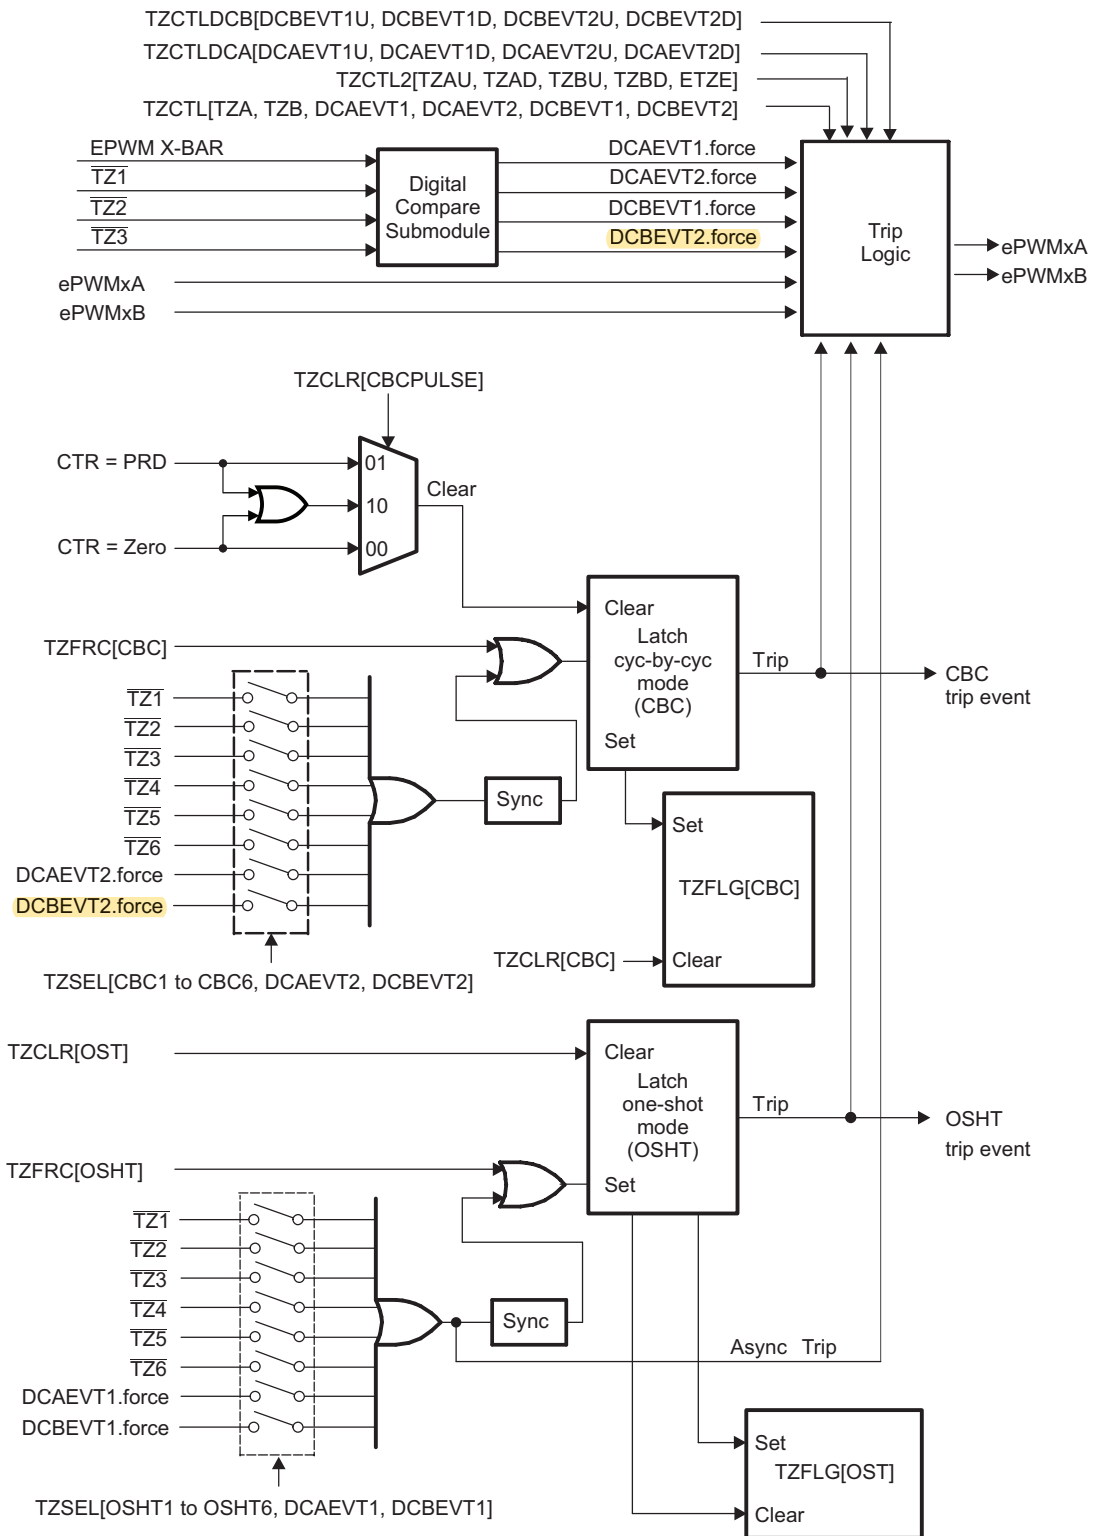 TZCTLDCB[DCBEVT1U, DCBEVT1D, DCBEVT2U, DCBEVT2D]
TZCTLDCA[DCAEVT1U, DCAEVT1D, DCAEVT2U, DCAEVT2D]
TZCTL2[TZAU, TZAD, TZBU, TZBD, ETZE]
TZCTL[TZA, TZB, DCAEVT1, DCAEVT2, DCBEVT1, DCBEVT2]
EPWM X-BAR
TZ1
TZ2
TZ3
Digital
Compare
Submodule
DCAEVT1.force
DCAEVT2.force
DCBEVT1.force
DCBEVT2.force
Trip
Logic
ePWMxA
ePWMxB
ePWMxA
ePWMxB
TZCLR[CBCPULSE]
CTR = PRD
01
10
Clear
CTR = Zero
00
Clear
Latch
cyc-by-cyc
mode
(CBC)
Set
Trip
CBC
trip event
TZFRC[CBC]
TZ1
TZ2
TZ3
TZ4
TZ5
TZ6
DCAEVT2.force
DCBEVT2.force
Sync
Set
TZFLG[CBC]
TZCLR[CBC]
Clear
TZSEL[CBC1 to CBC6, DCAEVT2, DCBEVT2]
TZCLR[OST]
Clear
Latch
one-shot
mode
(OSHT)
Set
Trip
OSHT
trip event
TZFRC[OSHT]
TZ1
TZ2
TZ3
TZ4
TZ5
TZ6
DCAEVT1.force
DCBEVT1.force
Sync
Async Trip
Set
TZFLG[OST]
Clear
TZSEL[OSHT1 to OSHT6, DCAEVT1, DCBEVT1]